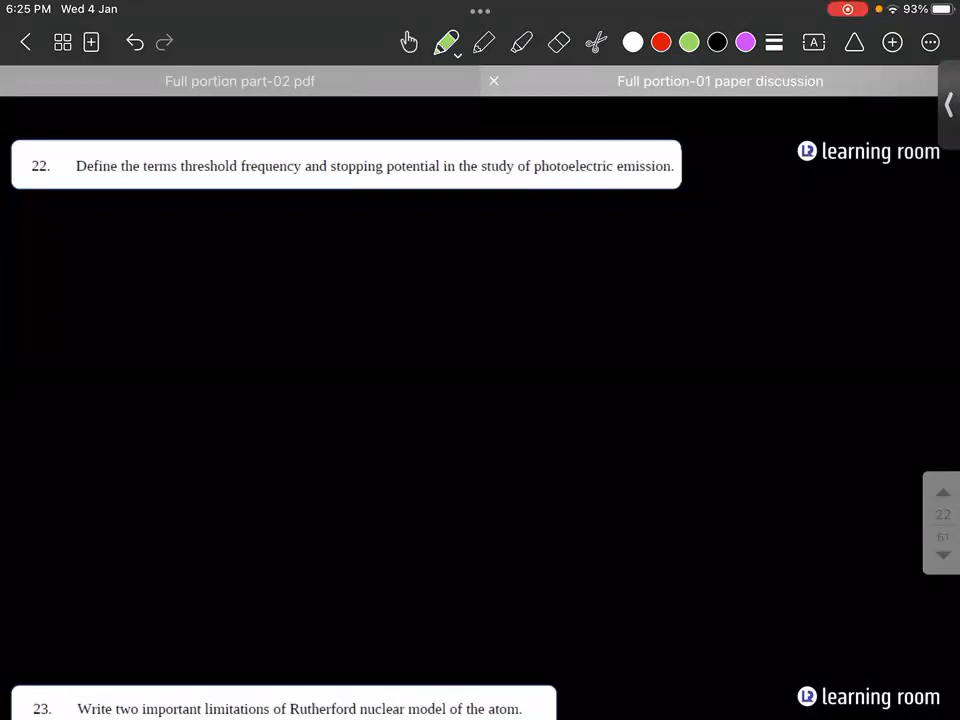 6:25 PM Wed 4 Jan
93%
A
Full portion part-02 pdf
Full portion-01 paper discussion
22. Define the terms threshold frequency and stopping potential in the study of photoelectric emission.
LR learning room
22
61
23. Write two important limitations of Rutherford nuclear model of the atom.
LR learning room